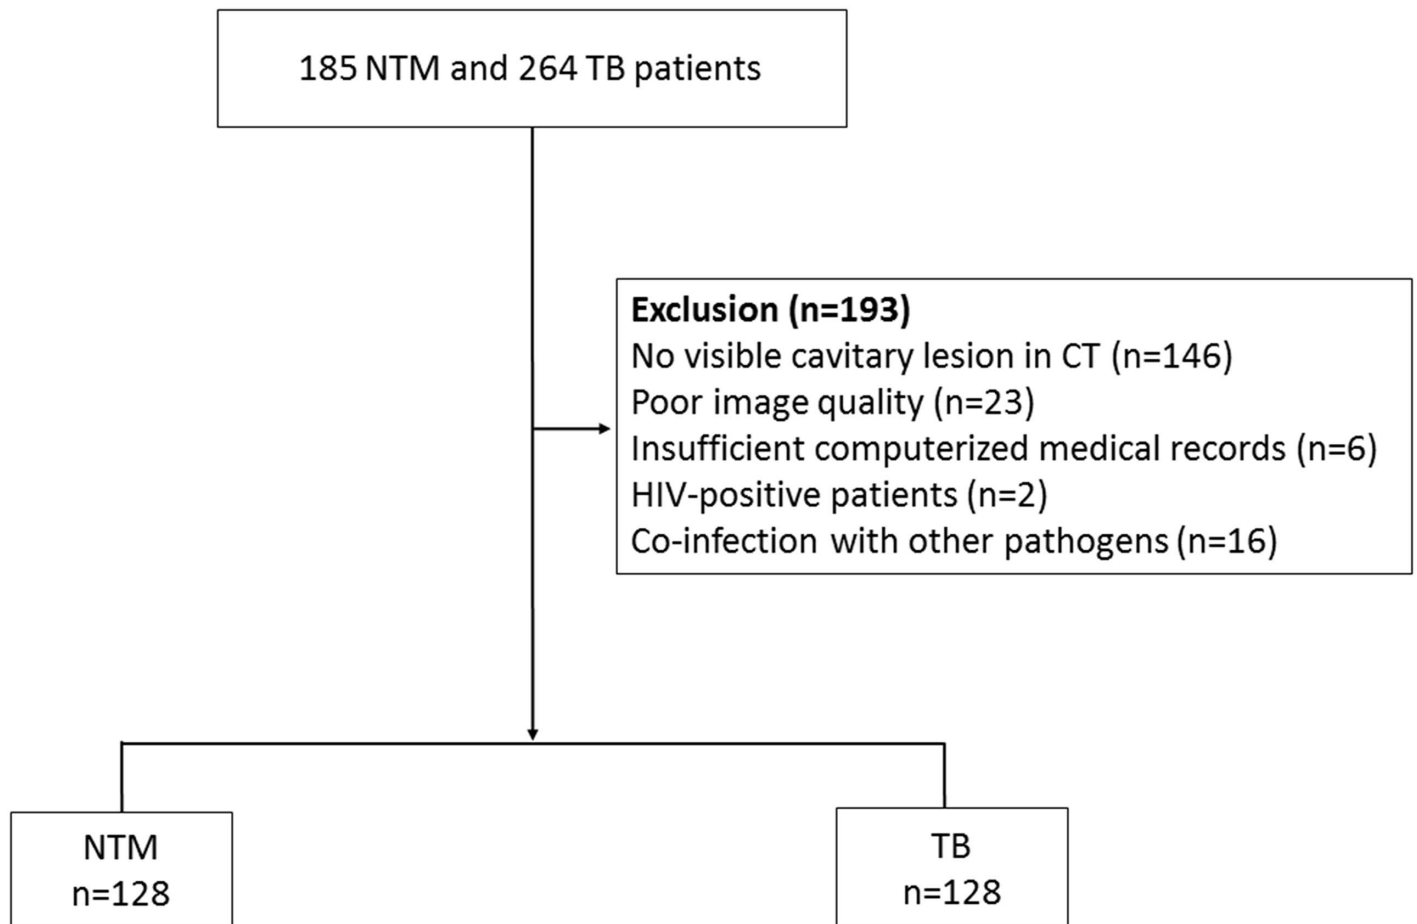 185 NTM and 264 TB patients
Exclusion (n=193)
No visible cavitary lesion in CT (n=146)
Poor image quality (n=23)
Insufficient computerized medical records (n=6)
HIV-positive patients (n=2)
Co-infection with other pathogens (n=16)
NTM
n=128
TB
n=128